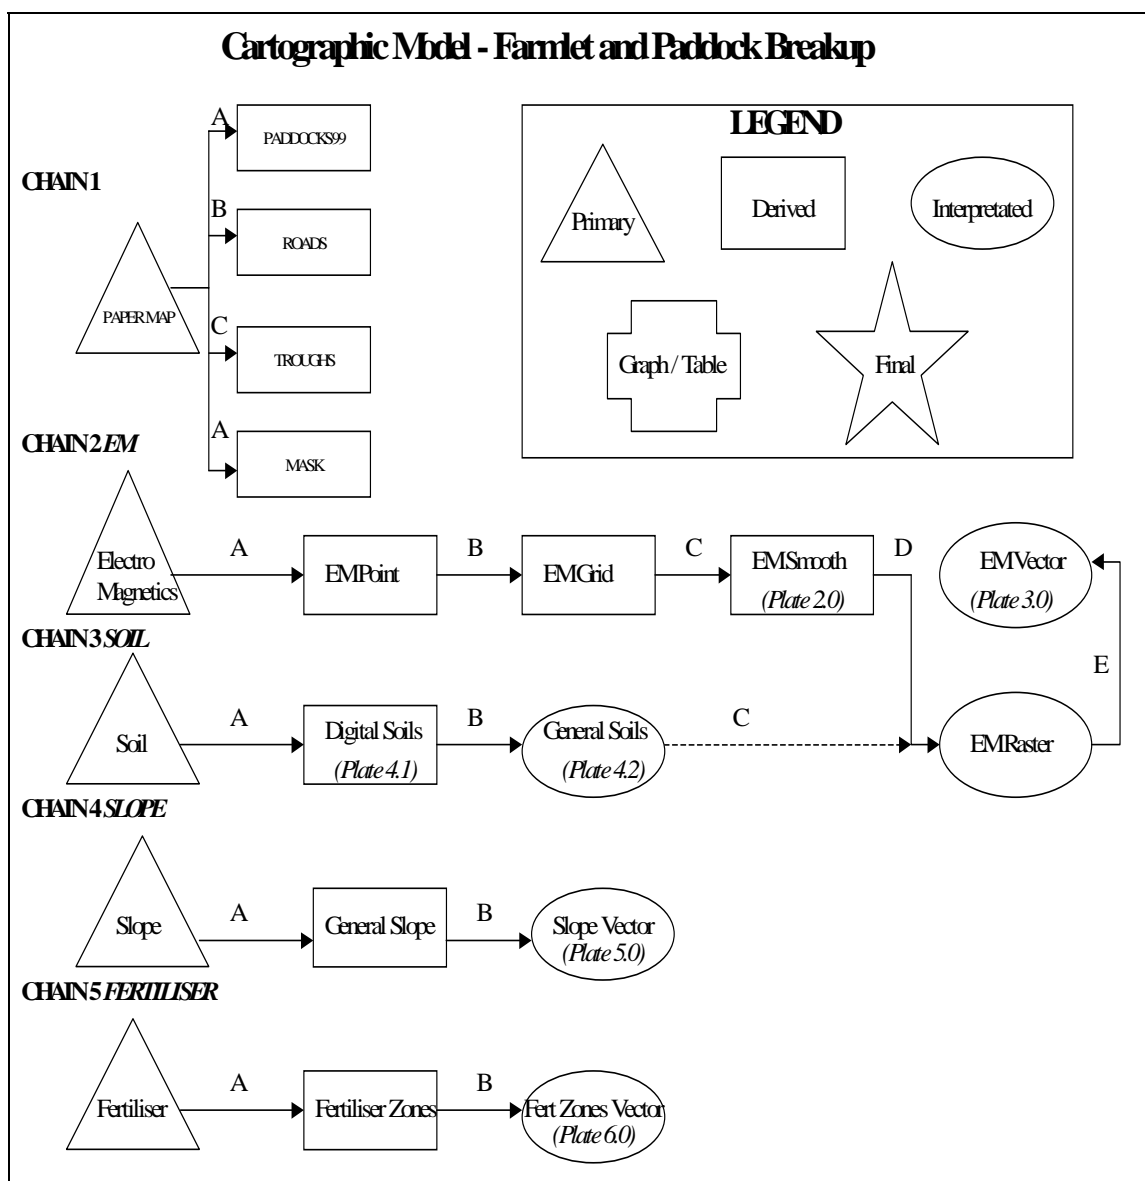 Cartographic Model - Farmlet and Paddock Breakup
A
PADDOCKS99
LEGEND
CHAIN 1
Primary
Derived
Interpretated
B
ROADS
PAPER MAP
C
TROUGHS
Graph / Table
Final
A
MASK
CHAIN 2 EM
Electro
Magnetics
A
EMPoint
B
EMGrid
C
EMSmooth
(Plate 2.0)
D
EMVector
(Plate 3.0)
E
CHAIN 3 SOIL
Soil
A
Digital Soils
(Plate 4.1)
B
General Soils
(Plate 4.2)
C
EMRaster
CHAIN 4 SLOPE
Slope
A
General Slope
B
Slope Vector
(Plate 5.0)
CHAIN 5 FERTILISER
Fertiliser
A
Fertiliser Zones
B
Fert Zones Vector
(Plate 6.0)